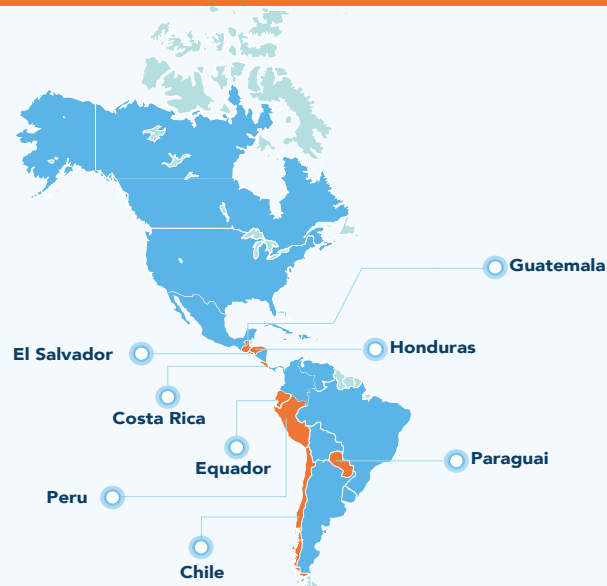 Guatemala
Honduras
El Salvador
Costa Rica
Equador
Paraguai
Peru
Chile